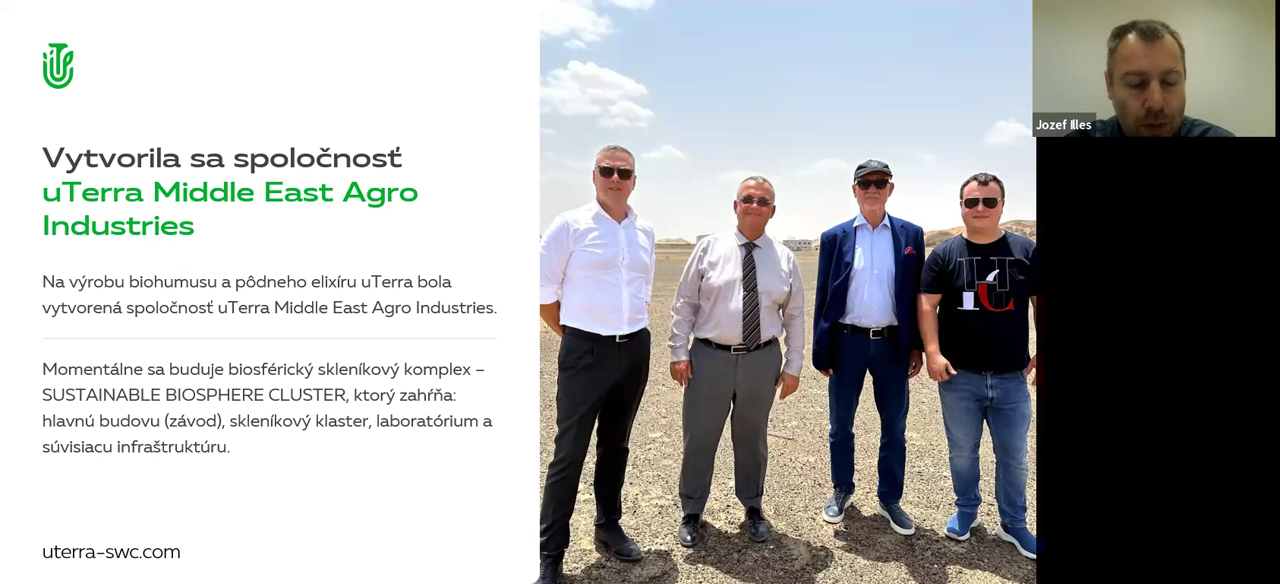 Vytvorila sa spoločnosť
uTerra Middle East Agro
Industries
Na výrobu biohumusu a pôdneho elixíru uTerra bola
vytvorená spoločnosť uTerra Middle East Agro Industries.
Momentálne sa buduje biosférický skleníkový komplex –
SUSTAINABLE BIOSPHERE CLUSTER, ktorý zahŕňa:
hlavnú budovu (závod), skleníkový klaster, laboratórium a
súvisiacu infraštruktúru.
uterra-swc.com
Jozef Illes